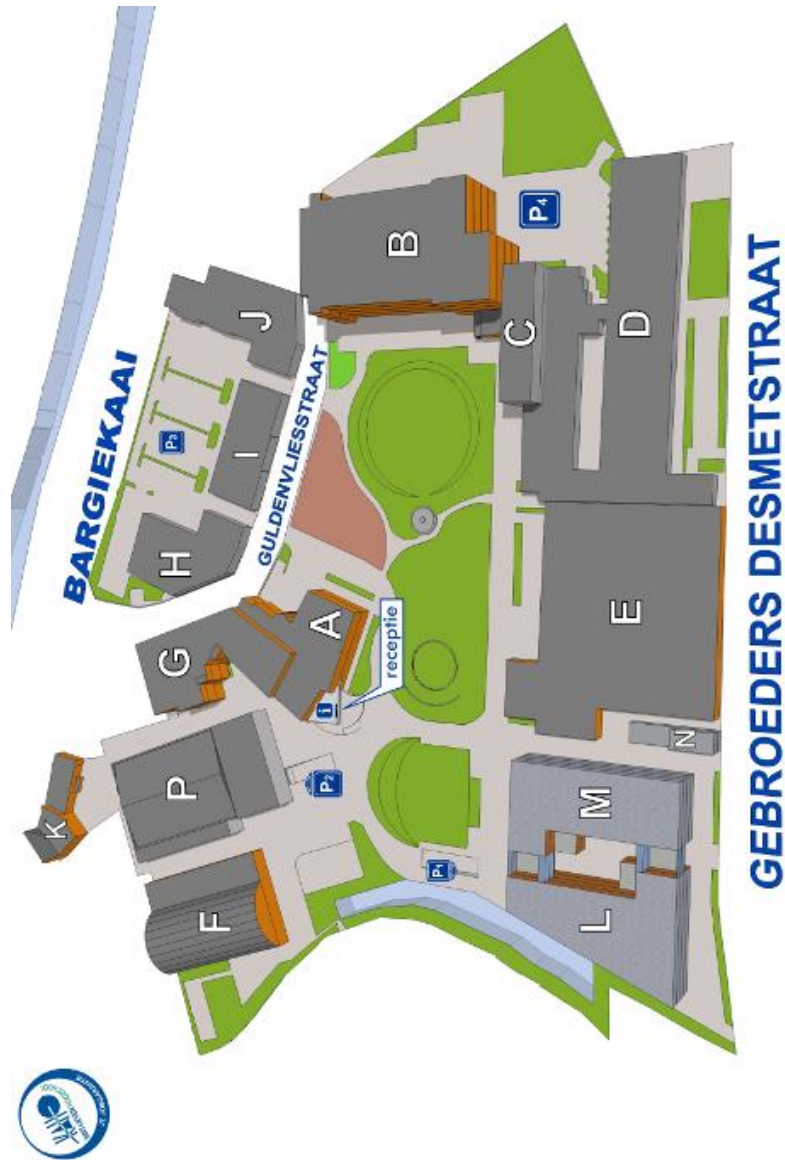 K
BARGIEKAAI
F
P
G
H
P3
I
J
GULDENVLIESSTRAAT
P2
i
A
receptie
B
P1
C
P4
L
M
E
D
N
GEBROEDERS DESMETSTRAAT